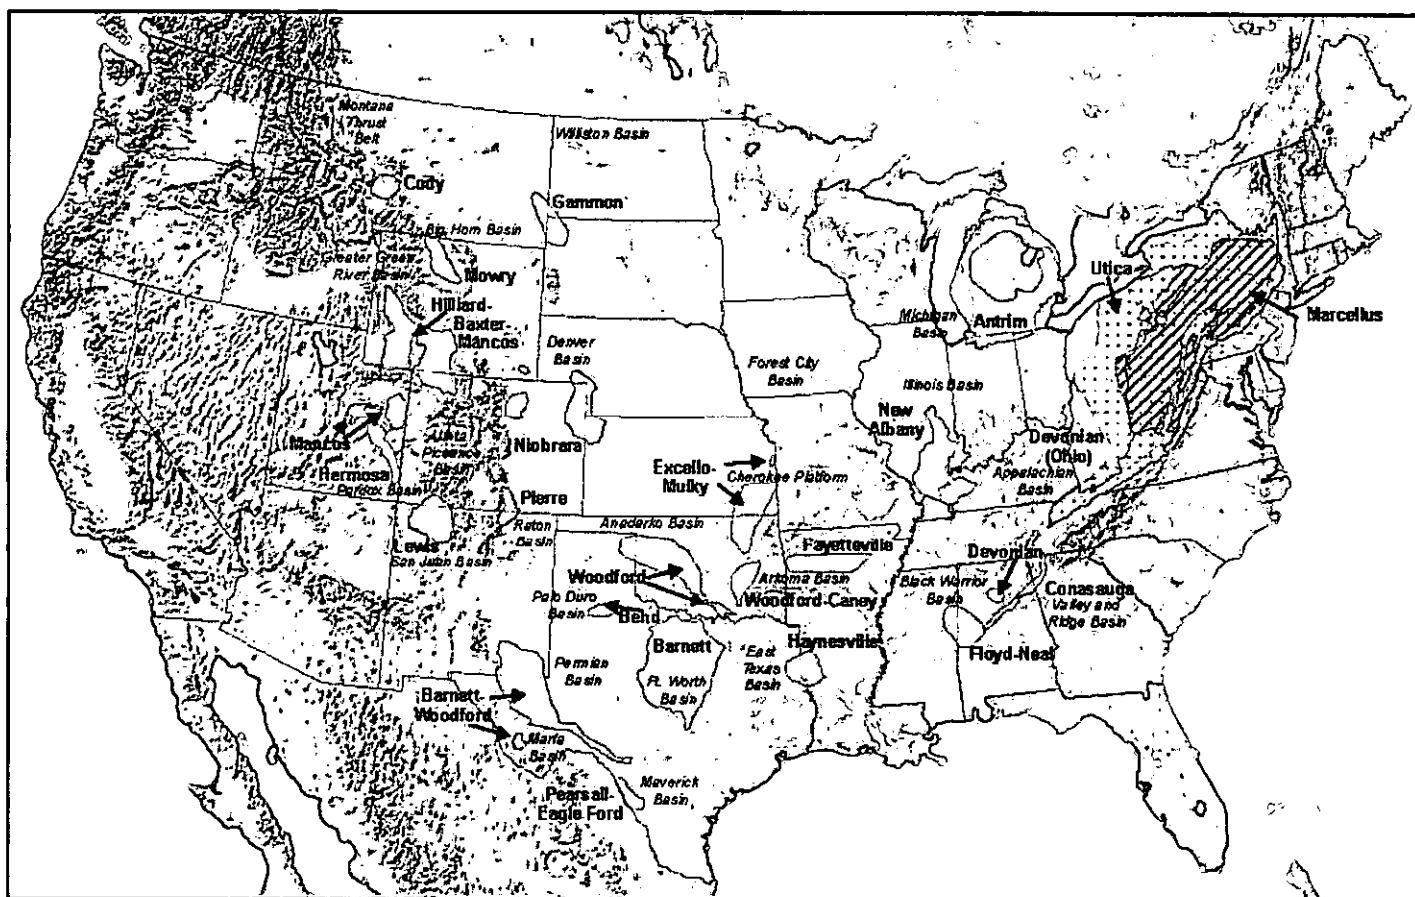 Montana
Thrust
Belt
Williston Basin
Cody
Gammon
Big Horn Basin
Greater Green
River Basin
Mowry
Hilliard-
Baxter-
Mancos
Denver
Basin
Utica
Michigan
Basin
Antrim
Marcellus
Forest City
Basin
Illinois Basin
New
Albany
Mancos
Uinta
Piceance
Basin
Niobrara
Hermosa
Paradox Basin
Excello-
Mulky
Cherokee Platform
Devonian
(Ohio)
Appalachian
Basin
Pierre
Raton
Basin
Anadarko Basin
Lewis
San Juan Basin
Fayetteville
Devonian
Woodford
Arkoma Basin
Woodford-Caney
Black Warrior
Basin
Conasauga
Valley and
Ridge Basin
Palo Duro
Basin
Bend
Barnett
Haynesville
Floyd-Neal
East
Texas
Basin
Permian
Basin
Ft. Worth
Basin
Barnett-
Woodford
Marfa
Basin
Maverick
Basin
Pearsall-
Eagle Ford